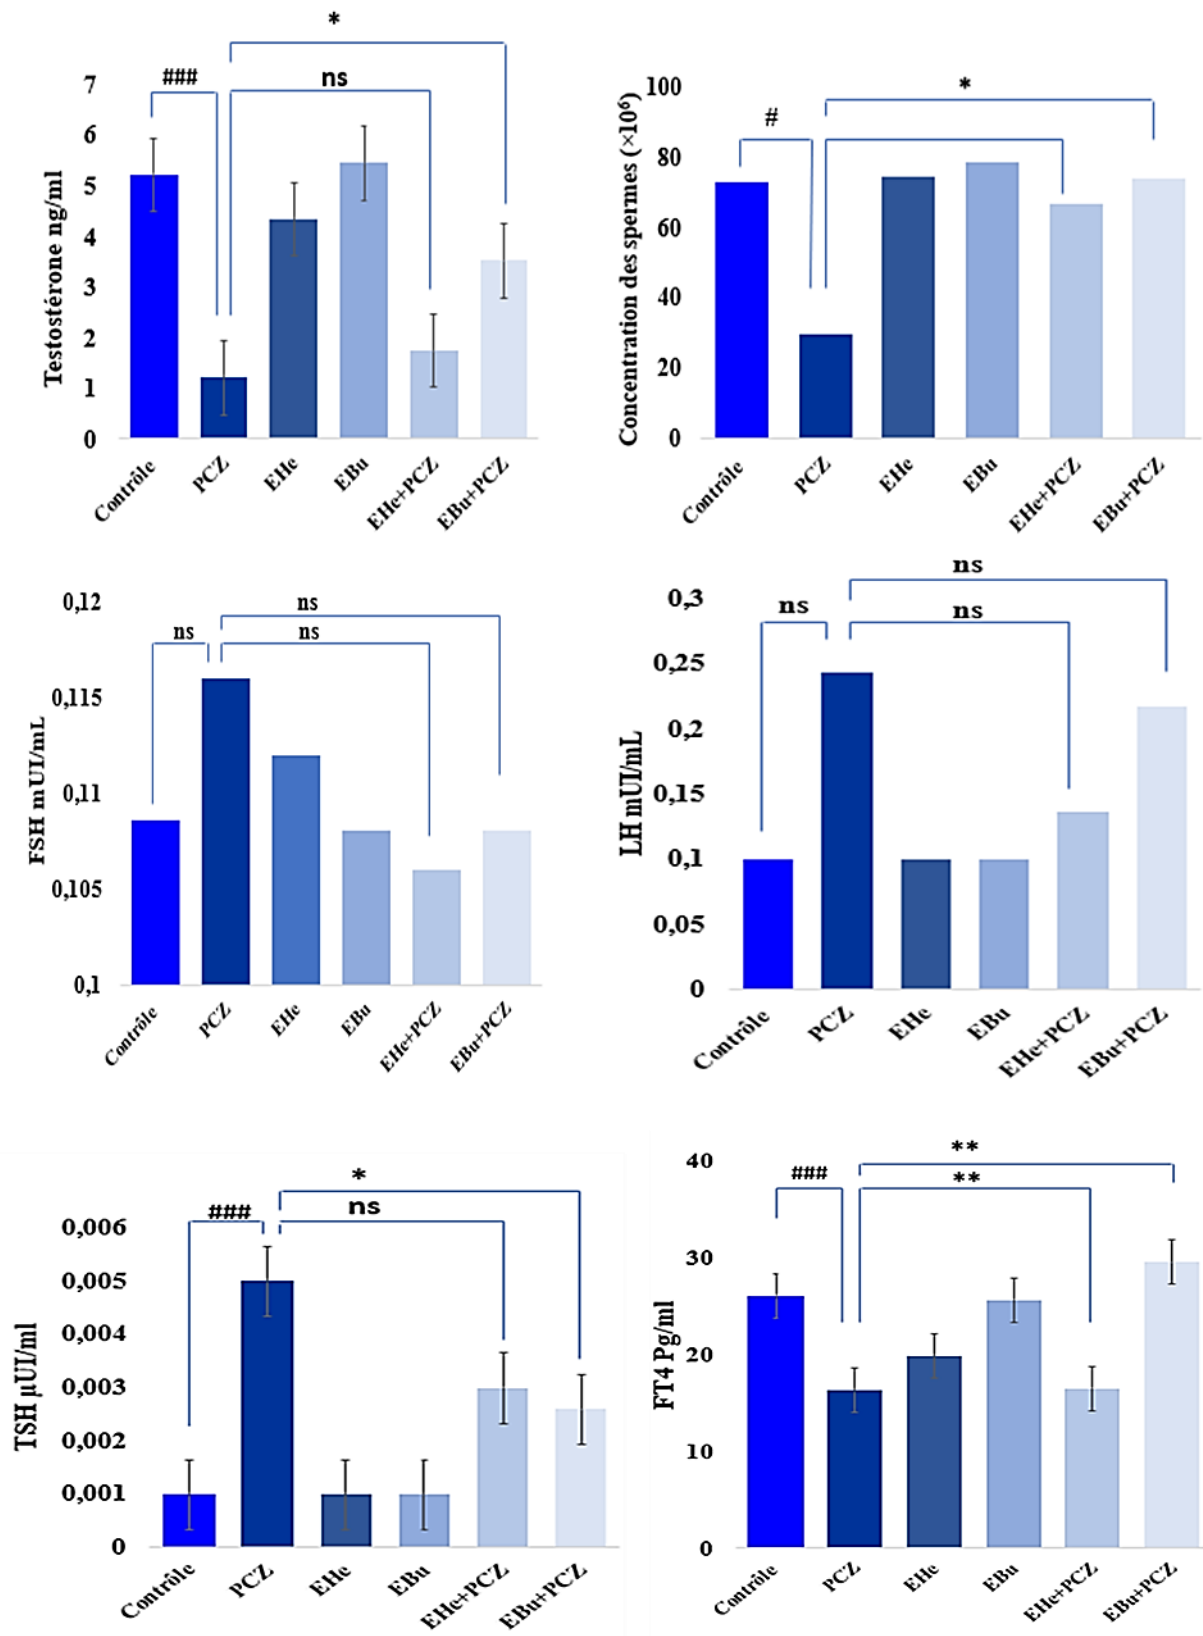 *
###
ns
Testostérone ng/ml
7
6
5
4
3
2
1
0
Contrôle
PCZ
EHe
EBu
EHe+PCZ
EBu+PCZ
*
#
Concentration des spermes (×10⁶)
100
80
60
40
20
0
Contrôle
PCZ
EHe
EBu
EHe+PCZ
EBu+PCZ
ns
ns
ns
FSH mUI/mL
0,12
0,115
0,11
0,105
0,1
Contrôle
PCZ
EHe
EBu
EHe+PCZ
EBu+PCZ
ns
ns
ns
LH mUI/mL
0,3
0,25
0,2
0,15
0,1
0,05
0
Contrôle
PCZ
EHe
EBu
EHe+PCZ
EBu+PCZ
*
###
ns
TSH µUI/ml
0,006
0,005
0,004
0,003
0,002
0,001
0
Contrôle
PCZ
EHe
EBu
EHe+PCZ
EBu+PCZ
**
###
**
FT4 Pg/ml
40
30
20
10
0
Contrôle
PCZ
EHe
EBu
EHe+PCZ
EBu+PCZ